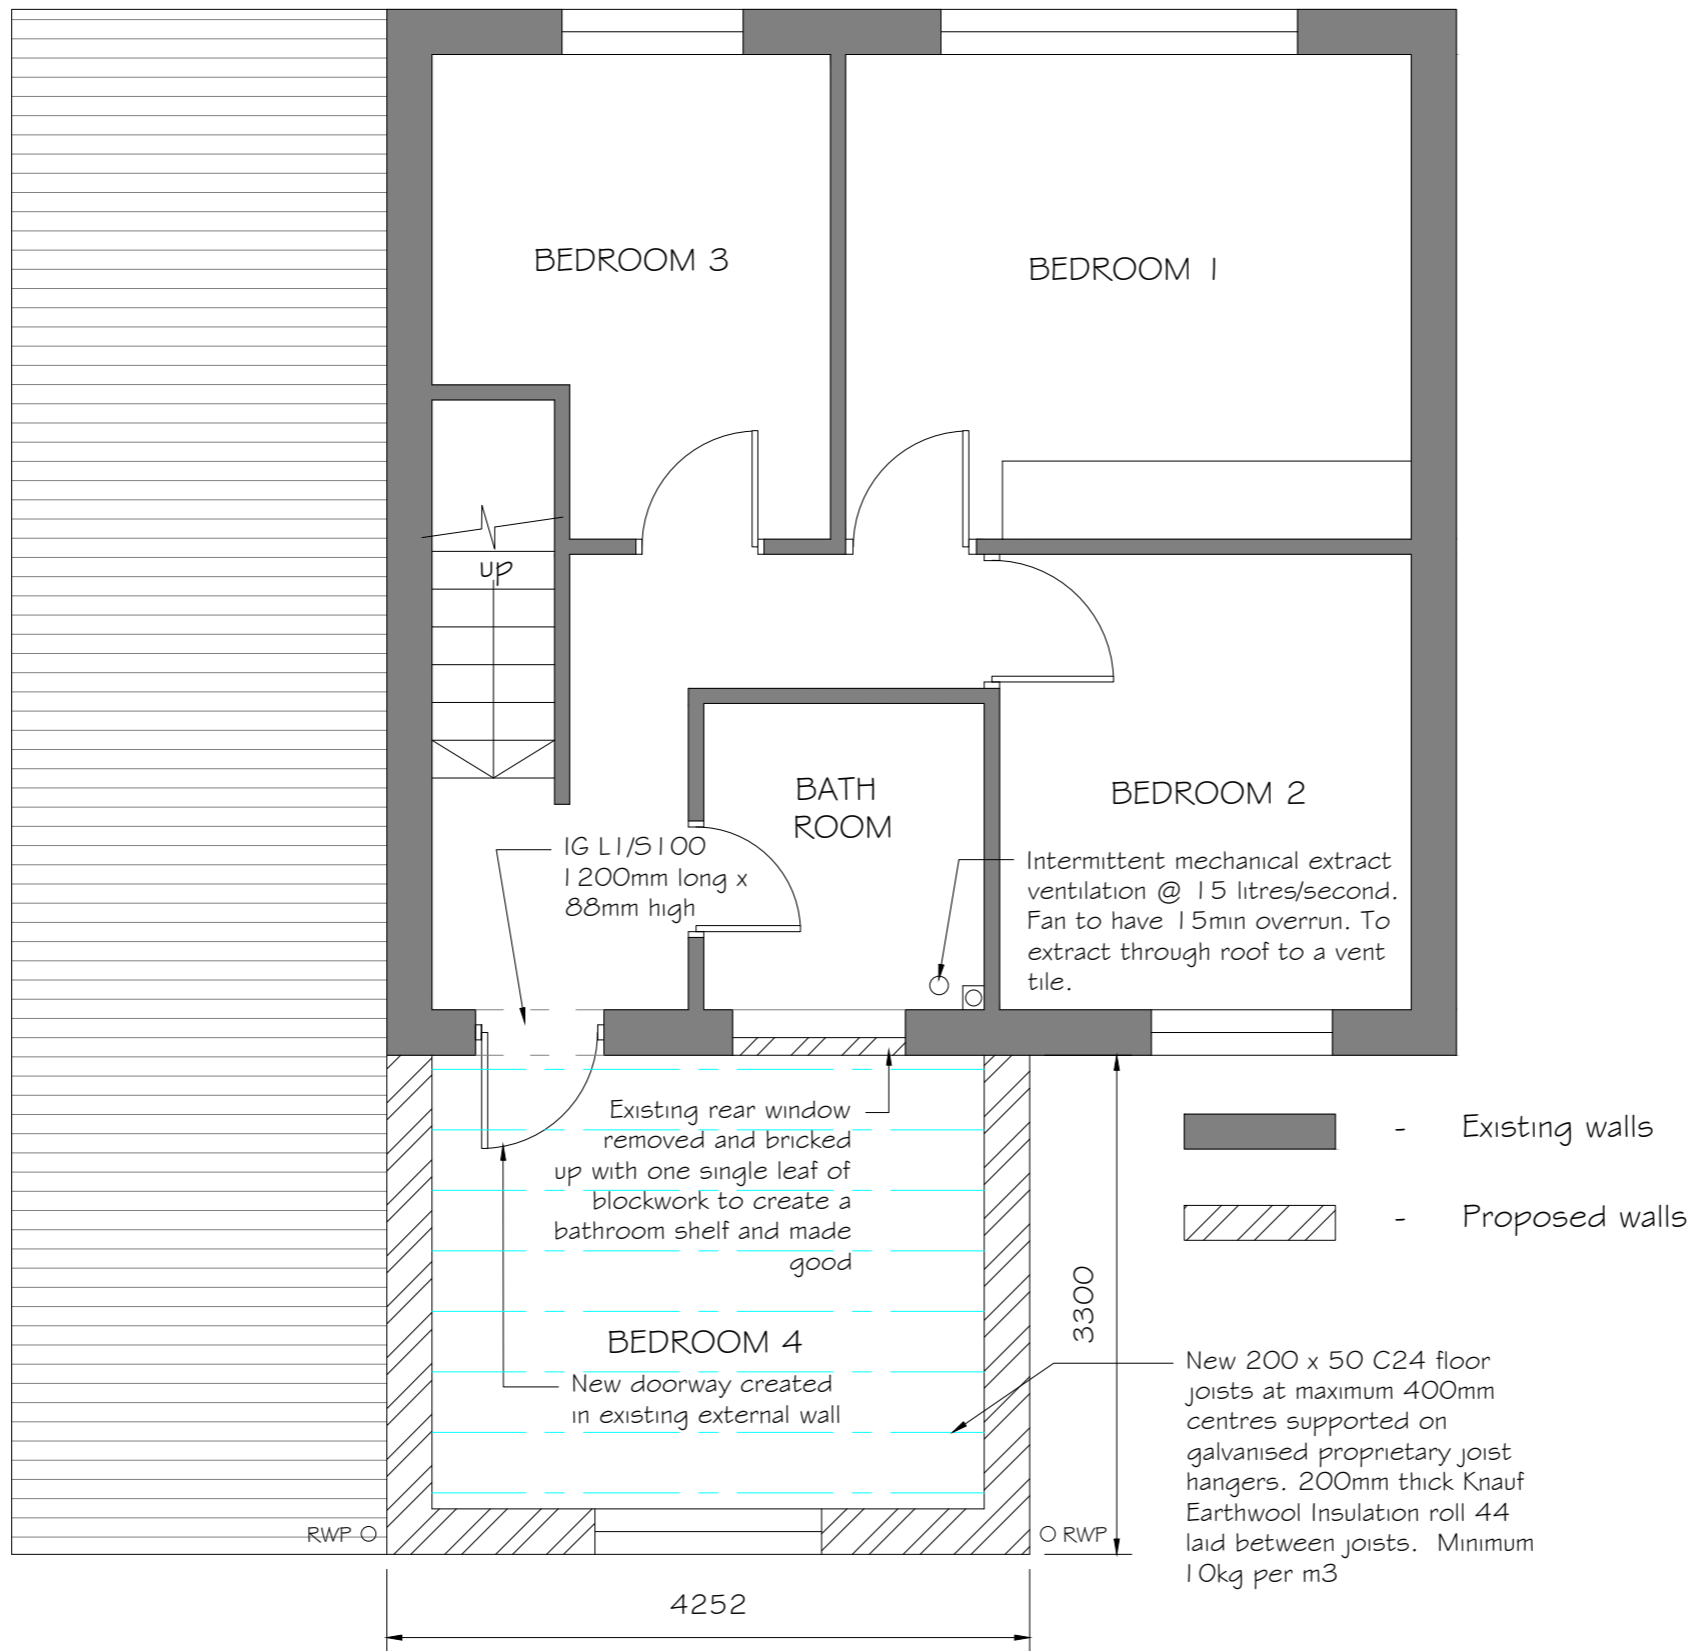 BEDROOM 3
BEDROOM 1
up
BATH
ROOM
BEDROOM 2
IG L1/S100
1200mm long x
88mm high
Intermittent mechanical extract
ventilation @ 15 litres/second.
Fan to have 15min overrun. To
extract through roof to a vent
tile.
Existing rear window
removed and bricked
up with one single leaf of
blockwork to create a
bathroom shelf and made
good
- Existing walls
- Proposed walls
3300
BEDROOM 4
New doorway created
in existing external wall
New 200 x 50 C24 floor
joists at maximum 400mm
centres supported on
galvanised proprietary joist
hangers. 200mm thick Knauf
Earthwool Insulation roll 44
laid between joists. Minimum
10kg per m3
RWP
RWP
4252